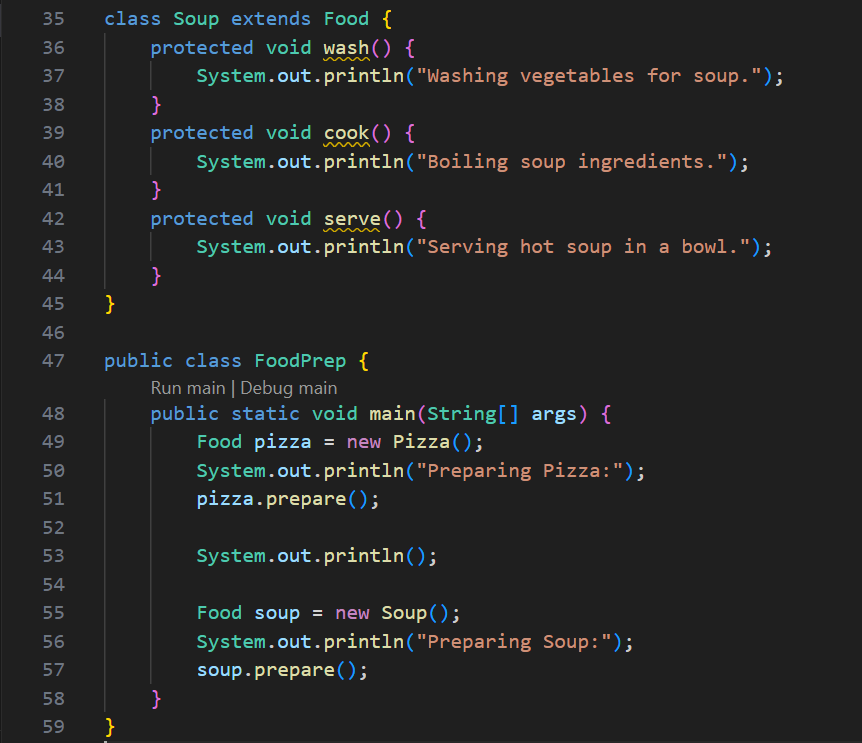 35 class Soup extends Food {
36     protected void wash() {
37         System.out.println("Washing vegetables for soup.");
38     }
39     protected void cook() {
40         System.out.println("Boiling soup ingredients.");
41     }
42     protected void serve() {
43         System.out.println("Serving hot soup in a bowl.");
44     }
45 }
46
47 public class FoodPrep {
Run main | Debug main
48     public static void main(String[] args) {
49         Food pizza = new Pizza();
50         System.out.println("Preparing Pizza:");
51         pizza.prepare();
52
53         System.out.println();
54
55         Food soup = new Soup();
56         System.out.println("Preparing Soup:");
57         soup.prepare();
58     }
59 }